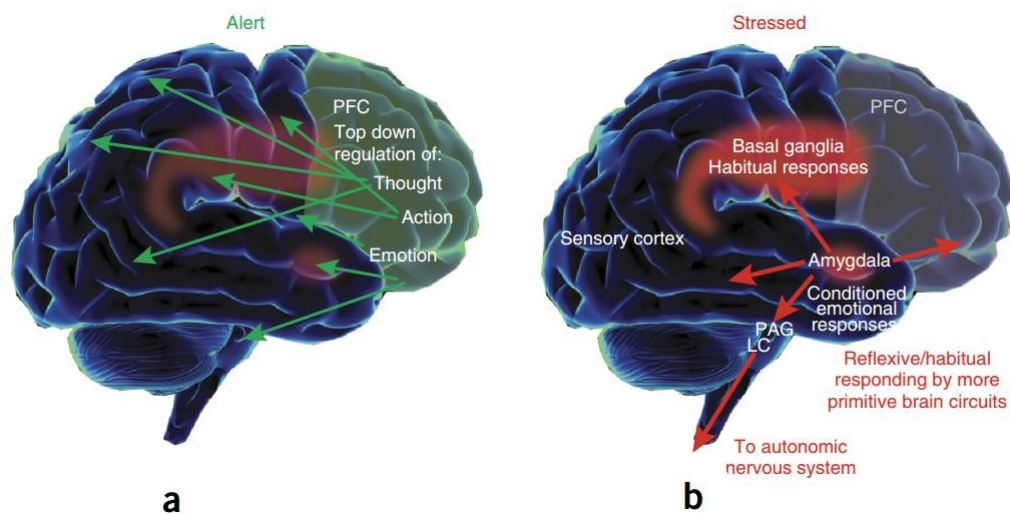 Alert
PFC
Top down
regulation of:
Thought
Action
Emotion
a
Stressed
PFC
Basal ganglia
Habitual responses
Sensory cortex
Amygdala
Conditioned
emotional
responses
PAG
LC
Reflexive/habitual
responding by more
primitive brain circuits
To autonomic
nervous system
b